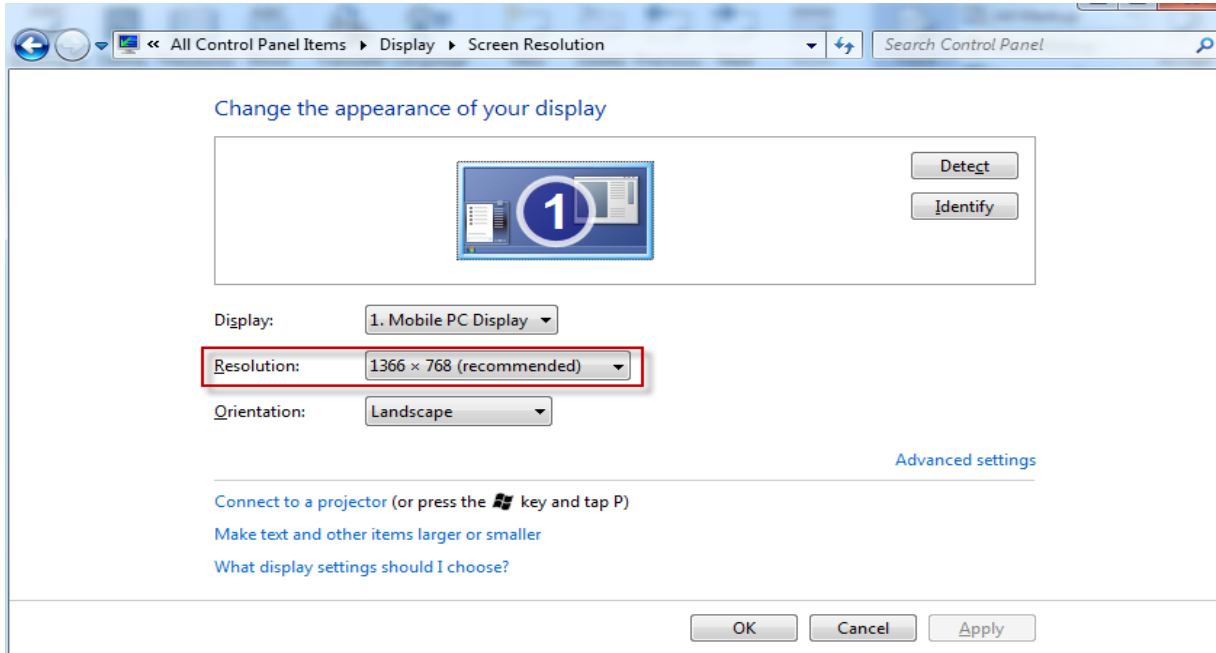 « All Control Panel Items ▸ Display ▸ Screen Resolution Search Control Panel
Change the appearance of your display
1
Detect
Identify
Display: 1. Mobile PC Display
Resolution: 1366 × 768 (recommended)
Orientation: Landscape
Advanced settings
Connect to a projector (or press the key and tap P)
Make text and other items larger or smaller
What display settings should I choose?
OK Cancel Apply